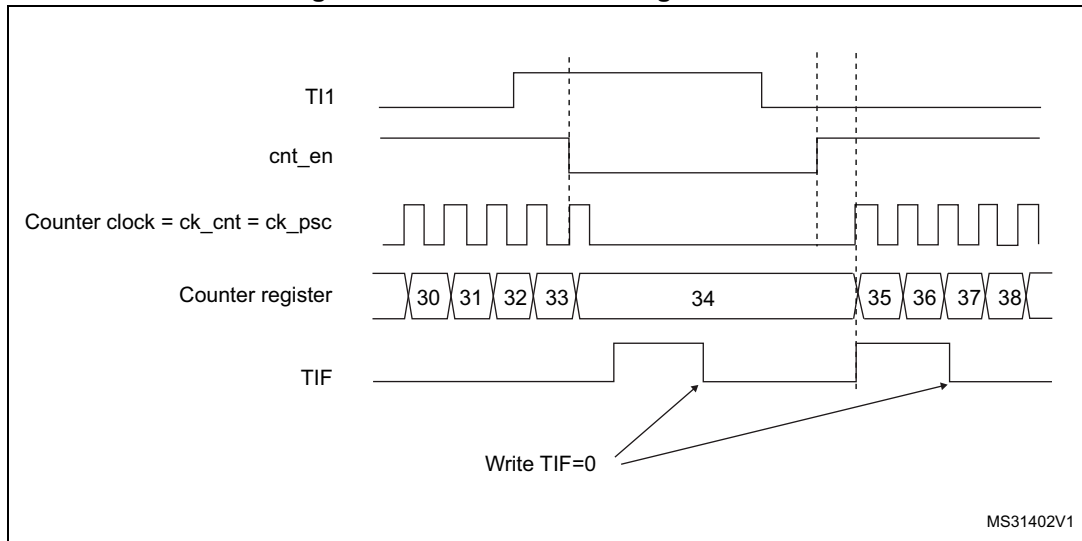 TI1
cnt_en
Counter clock = ck_cnt = ck_psc
Counter register 30 31 32 33 34 35 36 37 38
TIF
Write TIF=0
MS31402V1